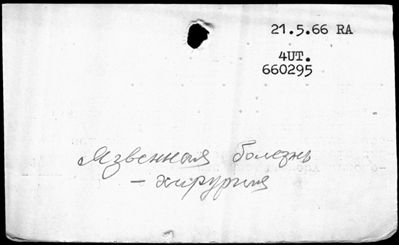 21.5.66 RA
4UT.
660295
Язвенная болезнь
— хирургия